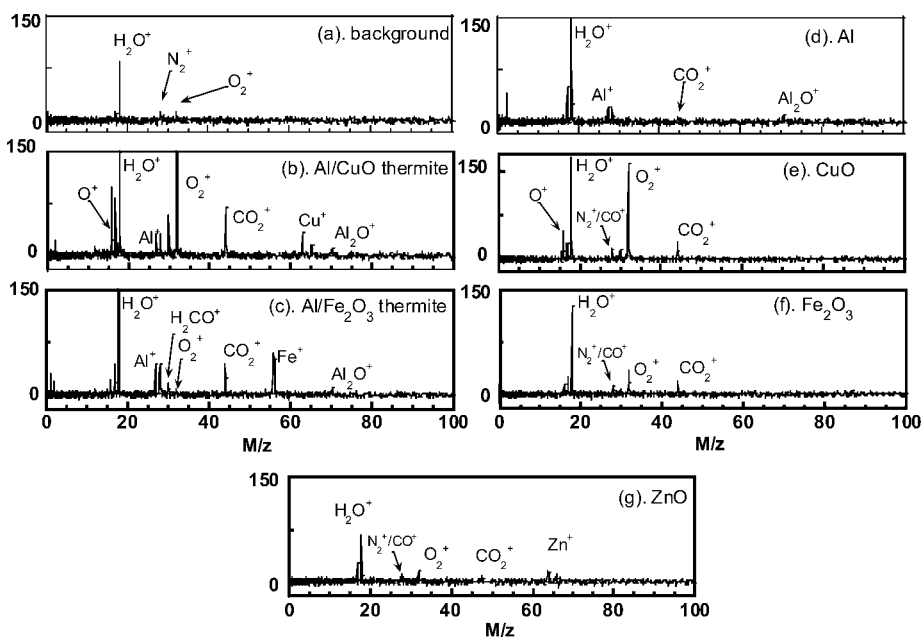 150
0
(a). background
H₂O⁺
N₂⁺
O₂⁺
150
0
(b). Al/CuO thermite
O⁺
H₂O⁺
O₂⁺
Al⁺
CO₂⁺
Cu⁺
Al₂O⁺
150
0
(c). Al/Fe₂O₃ thermite
H₂O⁺
H₂CO⁺
O₂⁺
Al⁺
CO₂⁺
Fe⁺
Al₂O⁺
0 20 40 60 80 100
M/z
150
0
(d). Al
H₂O⁺
Al⁺
CO₂⁺
Al₂O⁺
150
0
(e). CuO
H₂O⁺
O₂⁺
O⁺
N₂⁺/CO⁺
CO₂⁺
150
0
(f). Fe₂O₃
H₂O⁺
N₂⁺/CO⁺
O₂⁺
CO₂⁺
0 20 40 60 80 100
M/z
150
0
(g). ZnO
H₂O⁺
N₂⁺/CO⁺
O₂⁺
CO₂⁺
Zn⁺
0 20 40 60 80 100
M/z